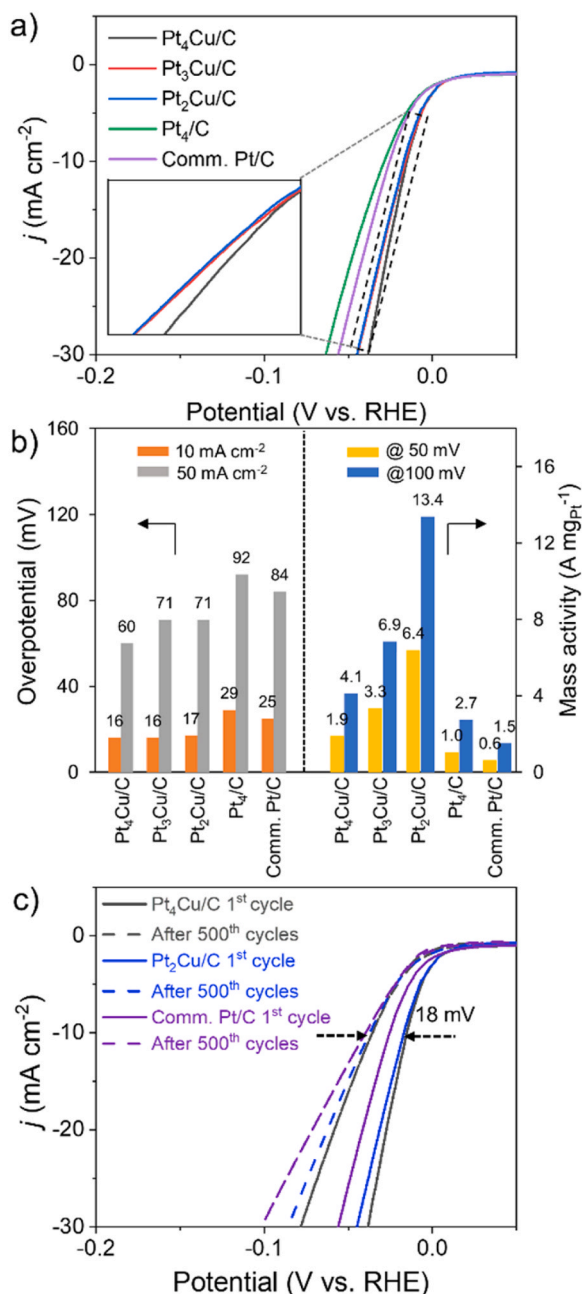 a)
Pt₄Cu/C
Pt₃Cu/C
Pt₂Cu/C
Pt₄/C
Comm. Pt/C
j (mA cm⁻²)
0
-10
-20
-30
-0.2
-0.1
0.0
Potential (V vs. RHE)
b)
10 mA cm⁻²
50 mA cm⁻²
@ 50 mV
@100 mV
Overpotential (mV)
160
120
80
40
0
16
60
16
71
17
71
29
92
25
84
1.9
4.1
3.3
6.9
6.4
13.4
1.0
2.7
0.6
1.5
16
12
8
4
0
Mass activity (A mg_Pt⁻¹)
Pt₄Cu/C
Pt₃Cu/C
Pt₂Cu/C
Pt₄/C
Comm. Pt/C
Pt₄Cu/C
Pt₃Cu/C
Pt₂Cu/C
Pt₄/C
Comm. Pt/C
c)
Pt₄Cu/C 1ˢᵗ cycle
After 500ᵗʰ cycles
Pt₂Cu/C 1ˢᵗ cycle
After 500ᵗʰ cycles
Comm. Pt/C 1ˢᵗ cycle
After 500ᵗʰ cycles
18 mV
j (mA cm⁻²)
0
-10
-20
-30
-0.2
-0.1
0.0
Potential (V vs. RHE)